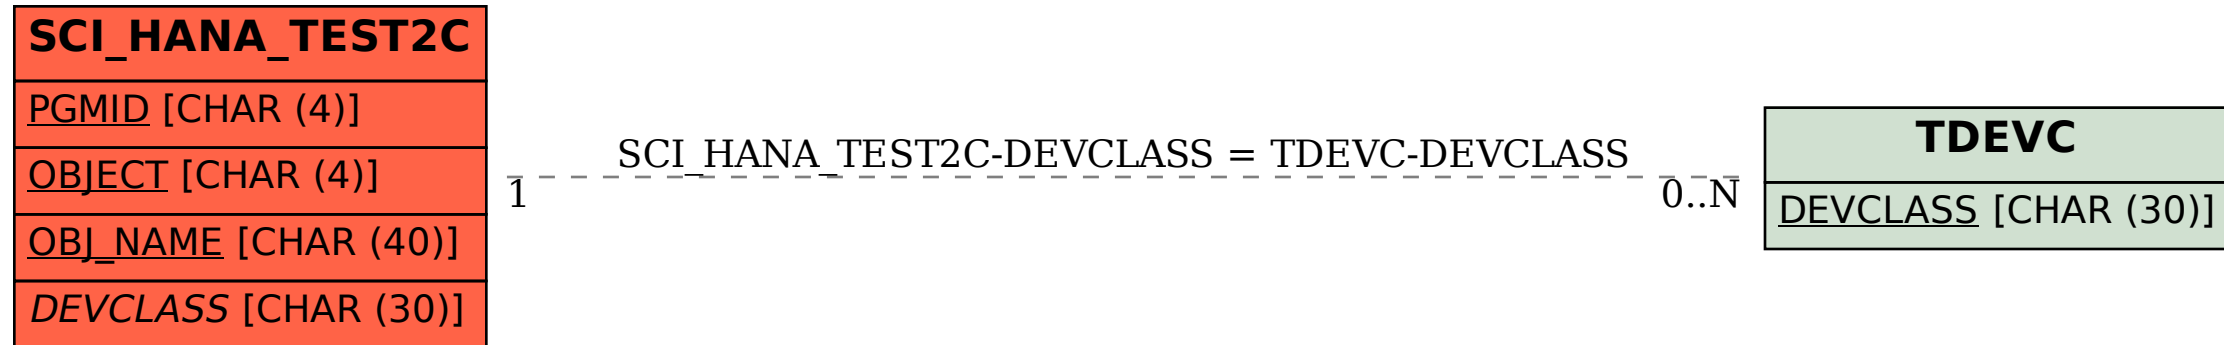 SCI_HANA_TEST2C
PGMID [CHAR (4)]
OBJECT [CHAR (4)]
OBJ_NAME [CHAR (40)]
DEVCLASS [CHAR (30)]
SCI_HANA_TEST2C-DEVCLASS = TDEVC-DEVCLASS
1
0..N
TDEVC
DEVCLASS [CHAR (30)]